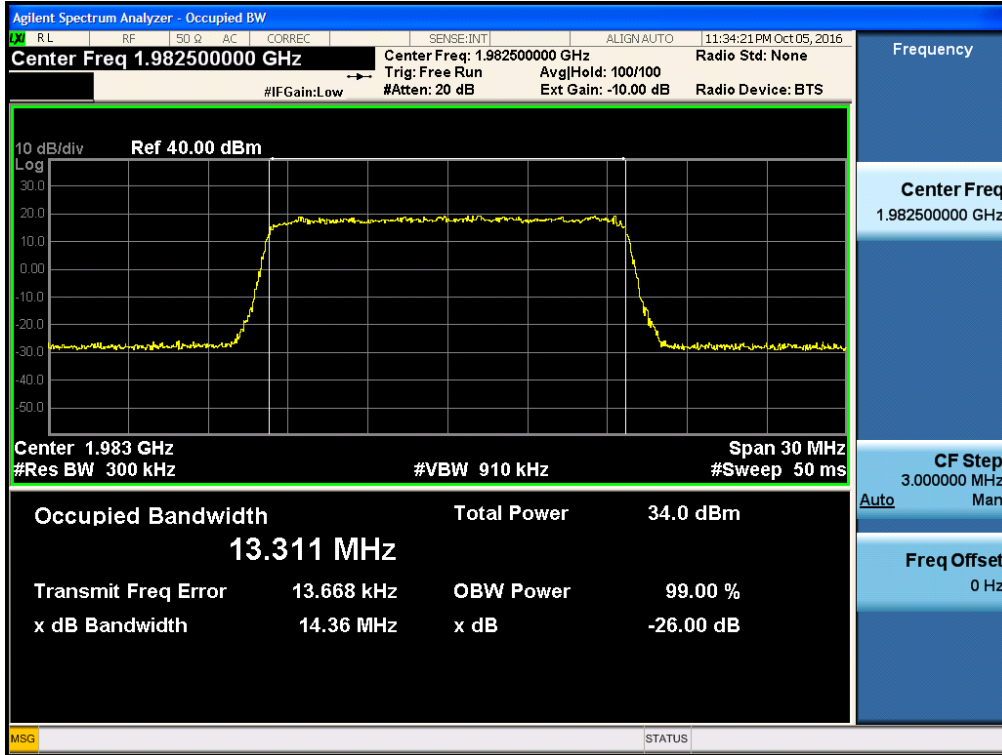 Agilent Spectrum Analyzer - Occupied BW
LXI RL RF 50 Ω AC CORREC SENSE:INT ALIGN AUTO 11:34:21 PM Oct 05, 2016
Center Freq 1.982500000 GHz
Center Freq: 1.982500000 GHz Radio Std: None
Trig: Free Run Avg|Hold: 100/100
#IFGain:Low #Atten: 20 dB Ext Gain: -10.00 dB Radio Device: BTS
10 dB/div Ref 40.00 dBm
Log
30.0
20.0
10.0
0.00
-10.0
-20.0
-30.0
-40.0
-50.0
Center 1.983 GHz Span 30 MHz
#Res BW 300 kHz #VBW 910 kHz #Sweep 50 ms
Occupied Bandwidth Total Power 34.0 dBm
13.311 MHz
Transmit Freq Error 13.668 kHz OBW Power 99.00 %
x dB Bandwidth 14.36 MHz x dB -26.00 dB
MSG STATUS
Frequency
Center Freq
1.982500000 GHz
CF Step
3.000000 MHz
Auto Man
Freq Offset
0 Hz